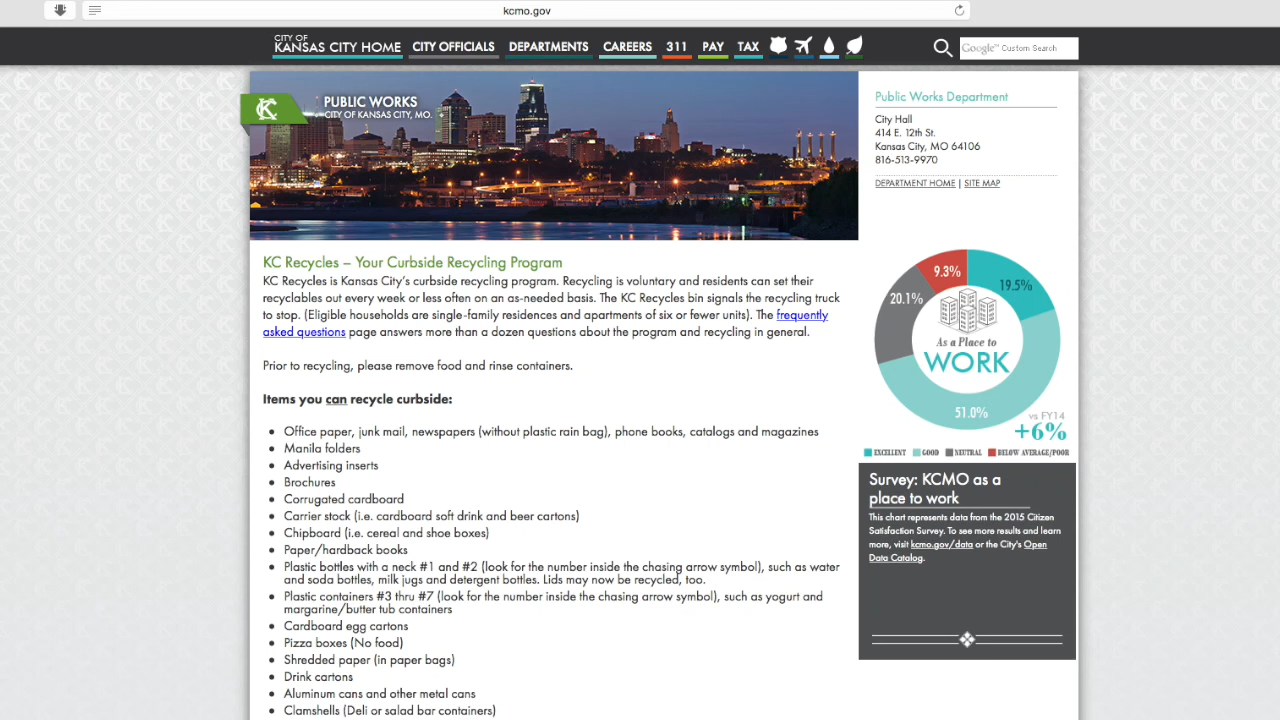 kcmo.gov
CITY OF
KANSAS CITY HOME
CITY OFFICIALS
DEPARTMENTS
CAREERS
311
PAY
TAX
Google™ Custom Search
KC
PUBLIC WORKS
CITY OF KANSAS CITY, MO.
Public Works Department
City Hall
414 E. 12th St.
Kansas City, MO 64106
816-513-9970
DEPARTMENT HOME | SITE MAP
KC Recycles – Your Curbside Recycling Program
KC Recycles is Kansas City's curbside recycling program. Recycling is voluntary and residents can set their
recyclables out every week or less often on an as-needed basis. The KC Recycles bin signals the recycling truck
to stop. (Eligible households are single-family residences and apartments of six or fewer units). The frequently
asked questions page answers more than a dozen questions about the program and recycling in general.
Prior to recycling, please remove food and rinse containers.
Items you can recycle curbside:
Office paper, junk mail, newspapers (without plastic rain bag), phone books, catalogs and magazines
Manila folders
Advertising inserts
Brochures
Corrugated cardboard
Carrier stock (i.e. cardboard soft drink and beer cartons)
Chipboard (i.e. cereal and shoe boxes)
Paper/hardback books
Plastic bottles with a neck #1 and #2 (look for the number inside the chasing arrow symbol), such as water
and soda bottles, milk jugs and detergent bottles. Lids may now be recycled, too.
Plastic containers #3 thru #7 (look for the number inside the chasing arrow symbol), such as yogurt and
margarine/butter tub containers
Cardboard egg cartons
Pizza boxes (No food)
Shredded paper (in paper bags)
Drink cartons
Aluminum cans and other metal cans
Clamshells (Deli or salad bar containers)
9.3%
19.5%
20.1%
As a Place to
WORK
51.0%
vs FY14
+6%
EXCELLENT GOOD NEUTRAL BELOW AVERAGE/POOR
Survey: KCMO as a
place to work
This chart represents data from the 2015 Citizen
Satisfaction Survey. To see more results and learn
more, visit kcmo.gov/data or the City's Open
Data Catalog.